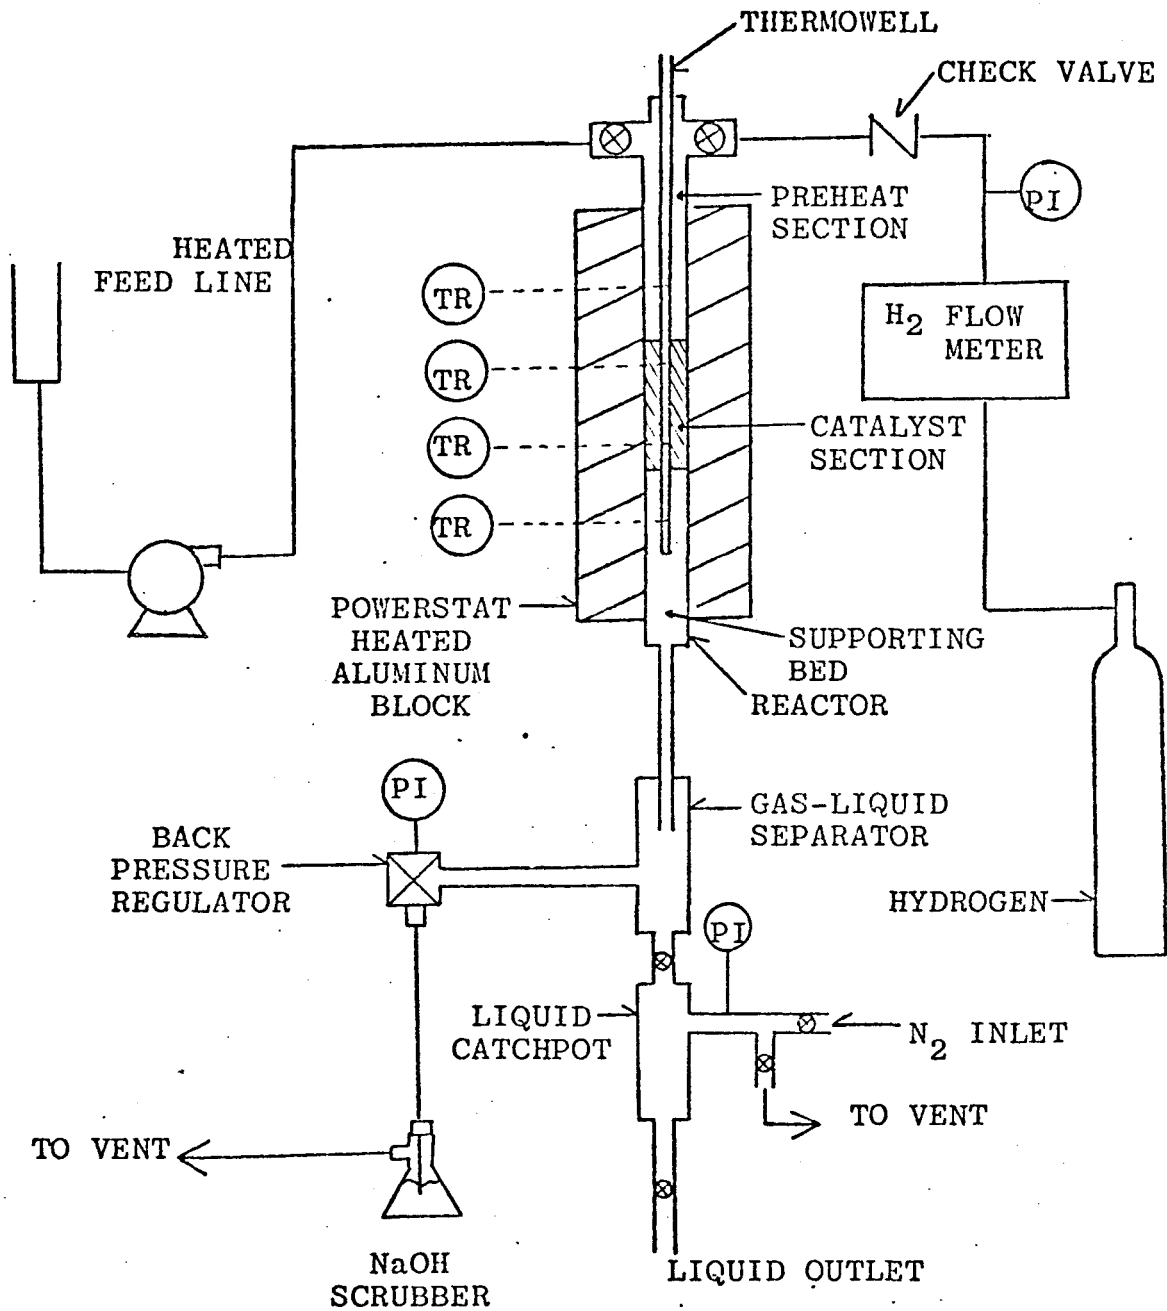 THERMOWELL
CHECK VALVE
PI
PREHEAT
SECTION
HEATED
FEED LINE
TR
H2 FLOW
METER
TR
CATALYST
SECTION
TR
TR
POWERSTAT
HEATED
ALUMINUM
BLOCK
SUPPORTING
BED
REACTOR
PI
GAS-LIQUID
SEPARATOR
BACK
PRESSURE
REGULATOR
HYDROGEN
PI
LIQUID
CATCHPOT
N2 INLET
TO VENT
TO VENT
NaOH
SCRUBBER
LIQUID OUTLET